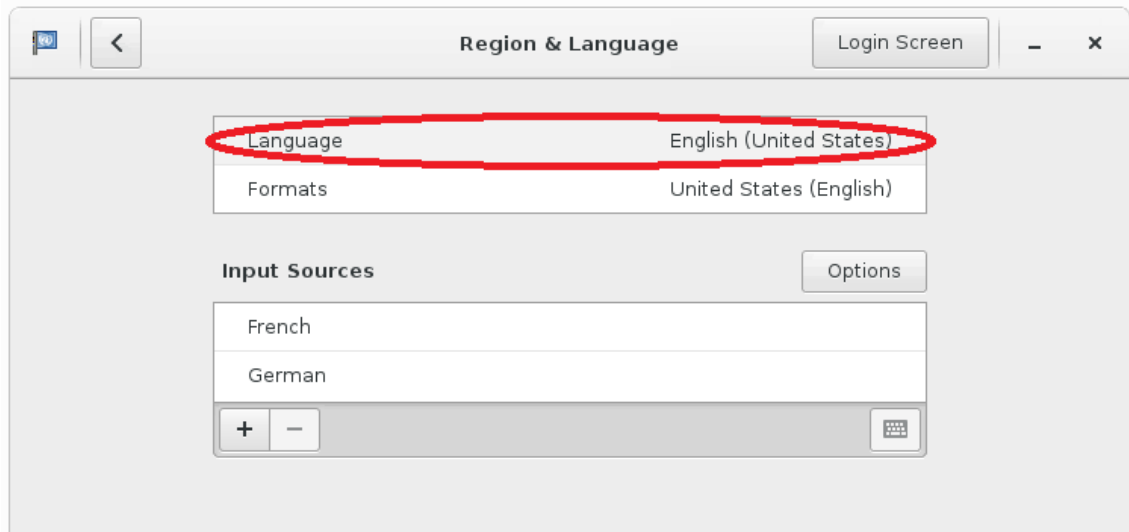 Region & Language
Login Screen
Language English (United States)
Formats United States (English)
Input Sources
Options
French
German